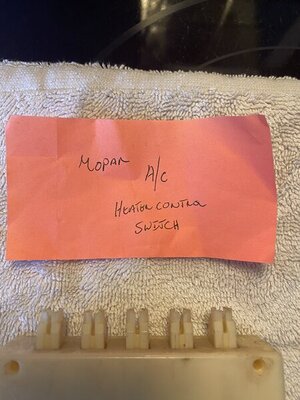 MOPAR
A/C
HEATER CONTROL
SWITCH